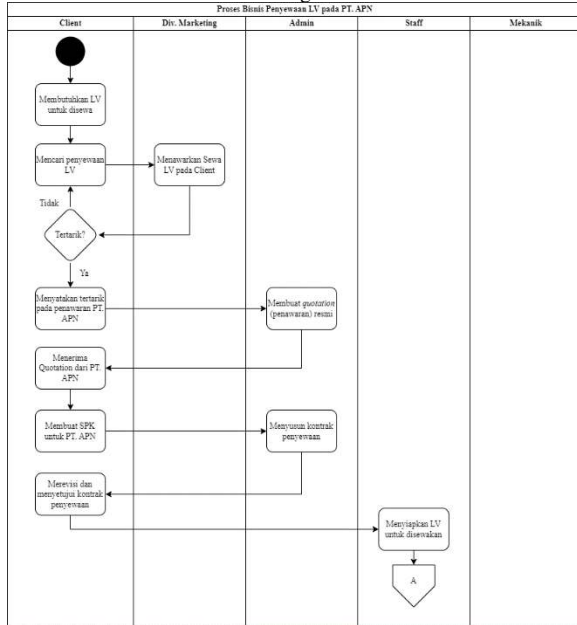 Proses Bisnis Penyewaan LV pada PT. APN
Client
Div. Marketing
Admin
Staff
Mekanik
Membutuhkan LV
untuk disewa
Mencari penyewaan
LV
Menawarkan Sewa
LV pada Client
Tidak
Tertarik?
Ya
Menyatakan tertarik
pada penawaran PT.
APN
Membuat quotation
(penawaran) resmi
Menerima
Quotation dari PT.
APN
Membuat SPK
untuk PT. APN
Menyusun kontrak
penyewaan
Merevisi dan
menyetujui kontrak
penyewaan
Menyiapkan LV
untuk disewakan
A